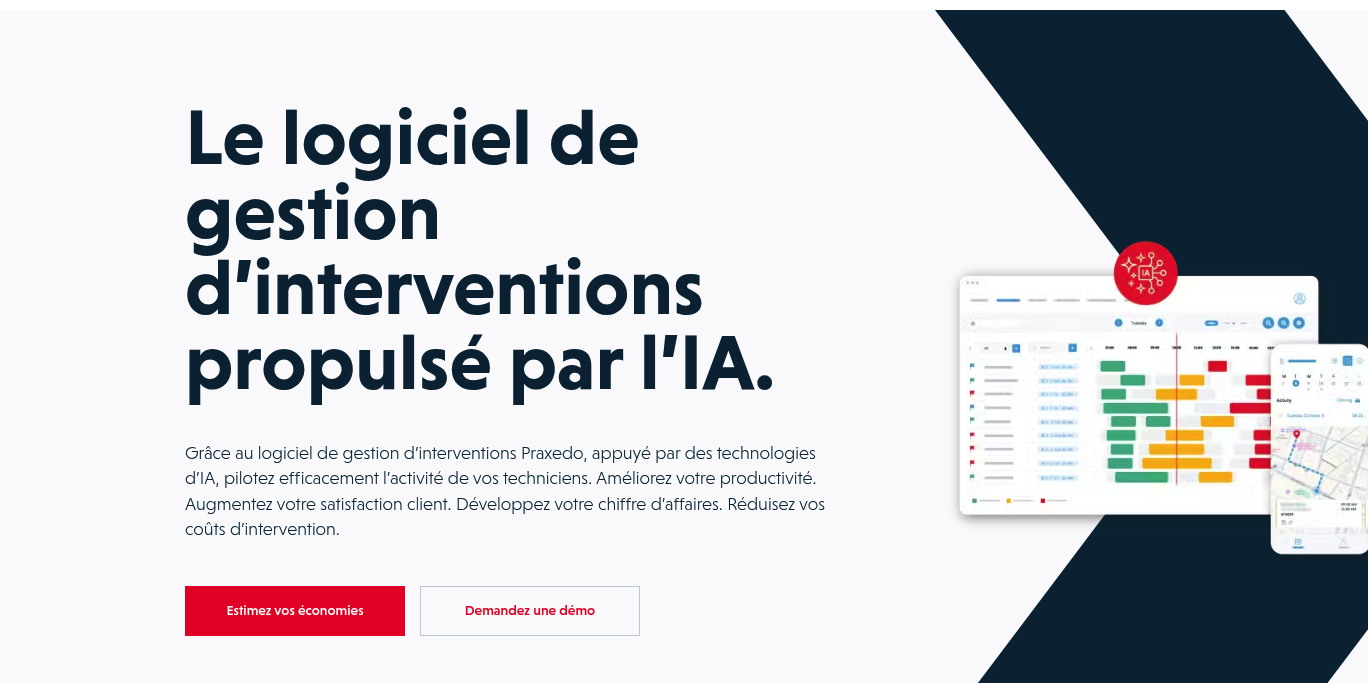 Le logiciel de
gestion
d’interventions
propulsé par l’IA.
Grâce au logiciel de gestion d’interventions Praxedo, appuyé par des technologies
d’IA, pilotez efficacement l’activité de vos techniciens. Améliorez votre productivité.
Augmentez votre satisfaction client. Développez votre chiffre d’affaires. Réduisez vos
coûts d’intervention.
Estimez vos économies
Demandez une démo
IA
Tuesday
M T W T F
Activity